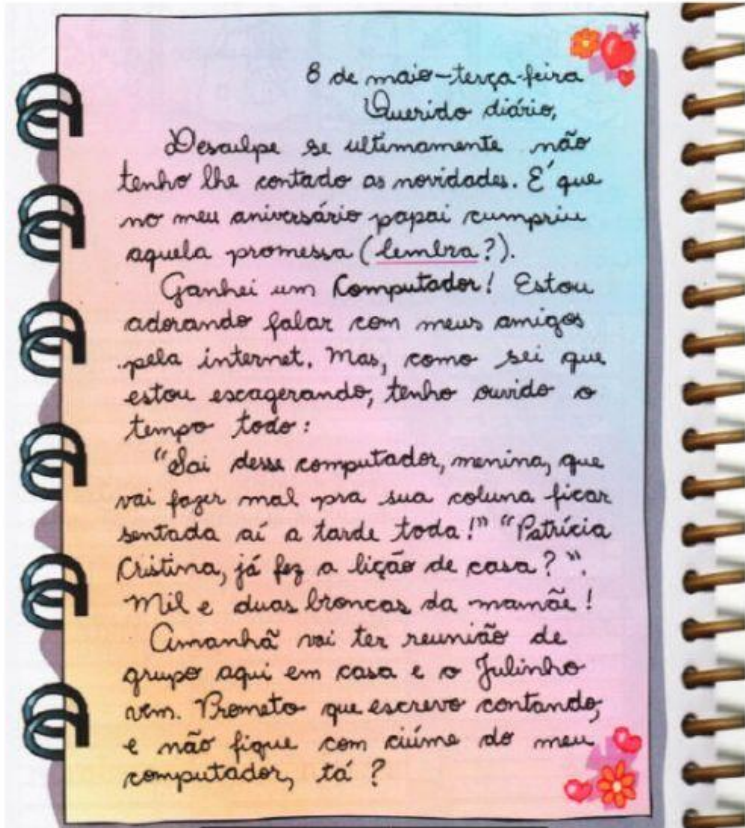 8 de maio-terça-feira
Querido diário,
Desculpe se ultimamente não
tenho lhe contado as novidades. É que
no meu aniversário papai cumpriu
aquela promessa (lembra?).
Ganhei um Computador! Estou
adorando falar com meus amigos
pela internet. Mas, como sei que
estou escagerando, tenho ouvido o
tempo todo:
"Sai desse computador, menina, que
vai fazer mal pra sua coluna ficar
sentada aí a tarde toda!" "Patrícia
Cristina, já fez a lição de casa?".
Mil e duas broncas da mamãe!
Amanhã vai ter reunião de
grupo aqui em casa e o Julinho
vem. Prometo que escrevo contando,
e não fique com ciúme do meu
computador, tá?